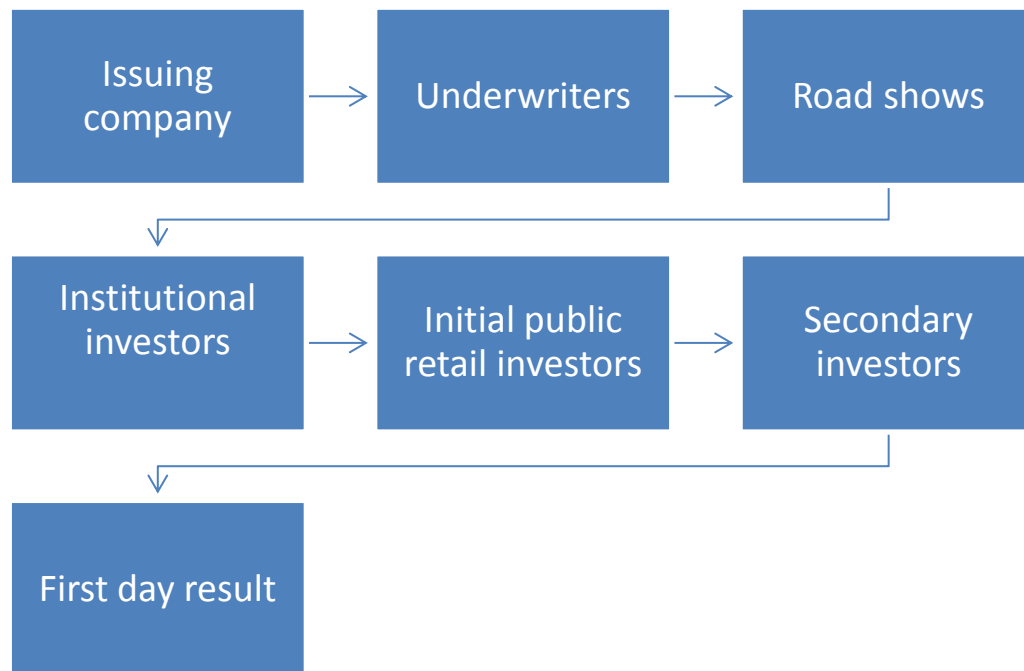 Issuing
company
Underwriters
Road shows
Institutional
investors
Initial public
retail investors
Secondary
investors
First day result